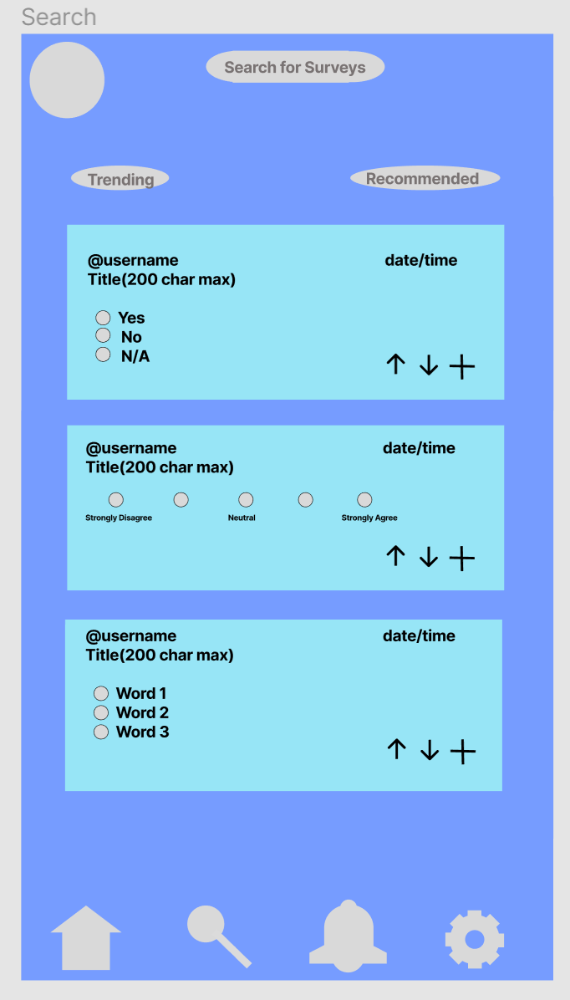 Search
Search for Surveys
Trending
Recommended
@username
date/time
Title(200 char max)
Yes
No
N/A
@username
date/time
Title(200 char max)
Strongly Disagree
Neutral
Strongly Agree
@username
date/time
Title(200 char max)
Word 1
Word 2
Word 3